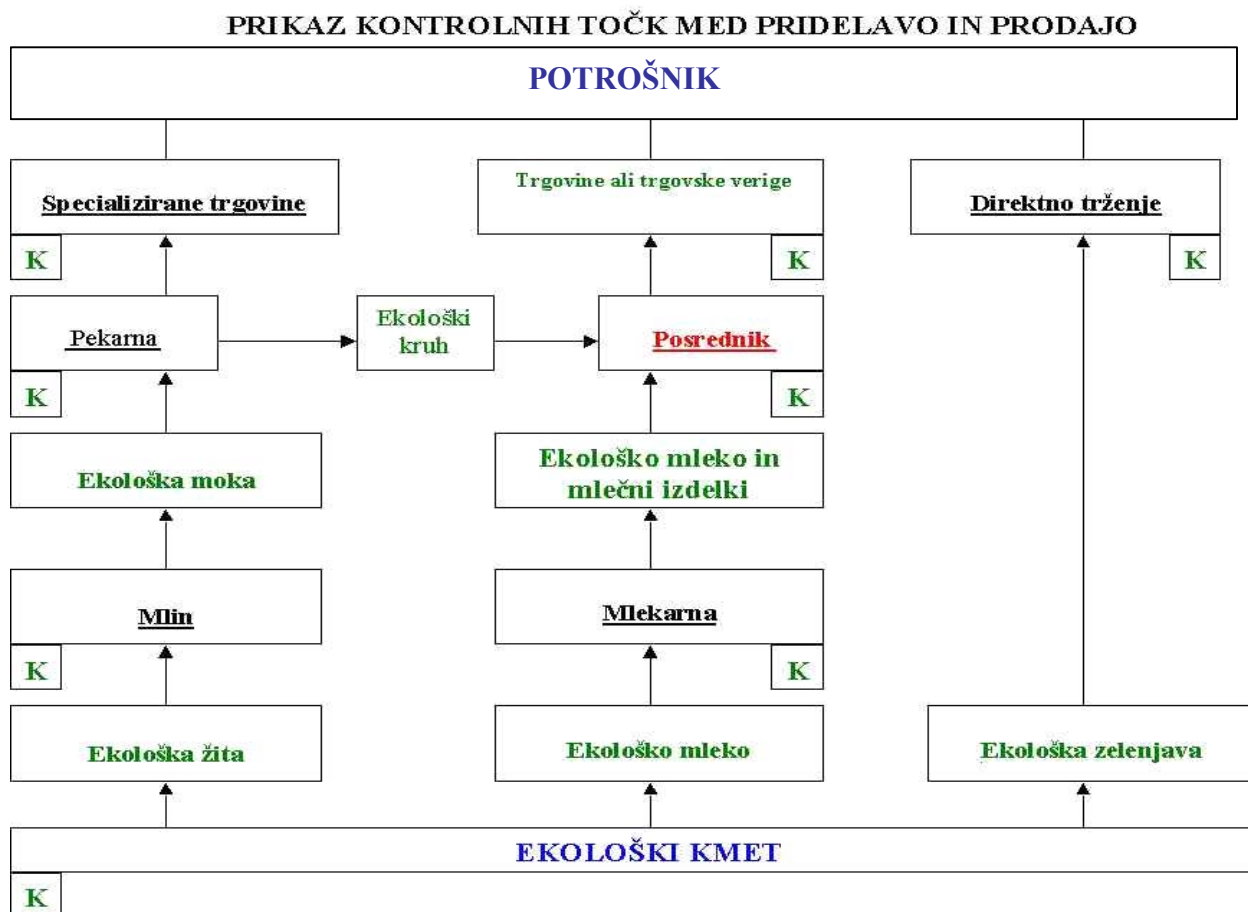 PRIKAZ KONTROLNIH TOČK MED PRIDELAVO IN PRODAJO
POTROŠNIK
Specializirane trgovine
Trgovine ali trgovske verige
Direktno trženje
K
K
K
Pekarna
Ekološki
kruh
Posrednik
K
K
Ekološka moka
Ekološko mleko in
mlečni izdelki
Mlin
Mlekarna
K
K
Ekološka žita
Ekološko mleko
Ekološka zelenjava
EKOLOŠKI KMET
K